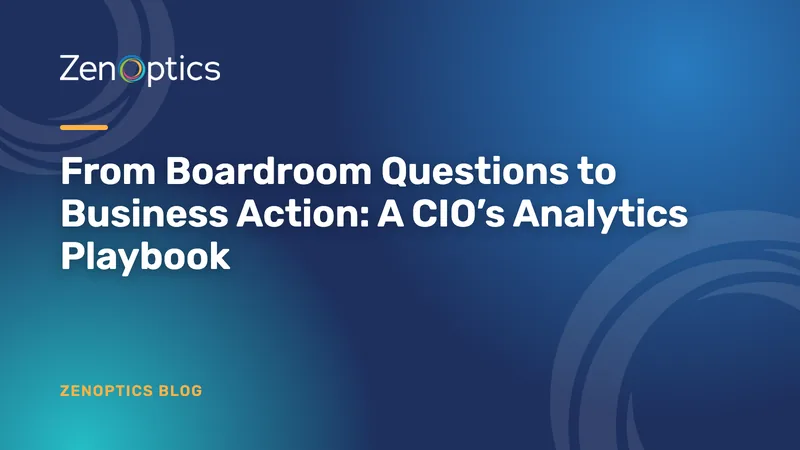 ZenOptics
From Boardroom Questions to
Business Action: A CIO’s Analytics
Playbook
ZENOPTICS BLOG